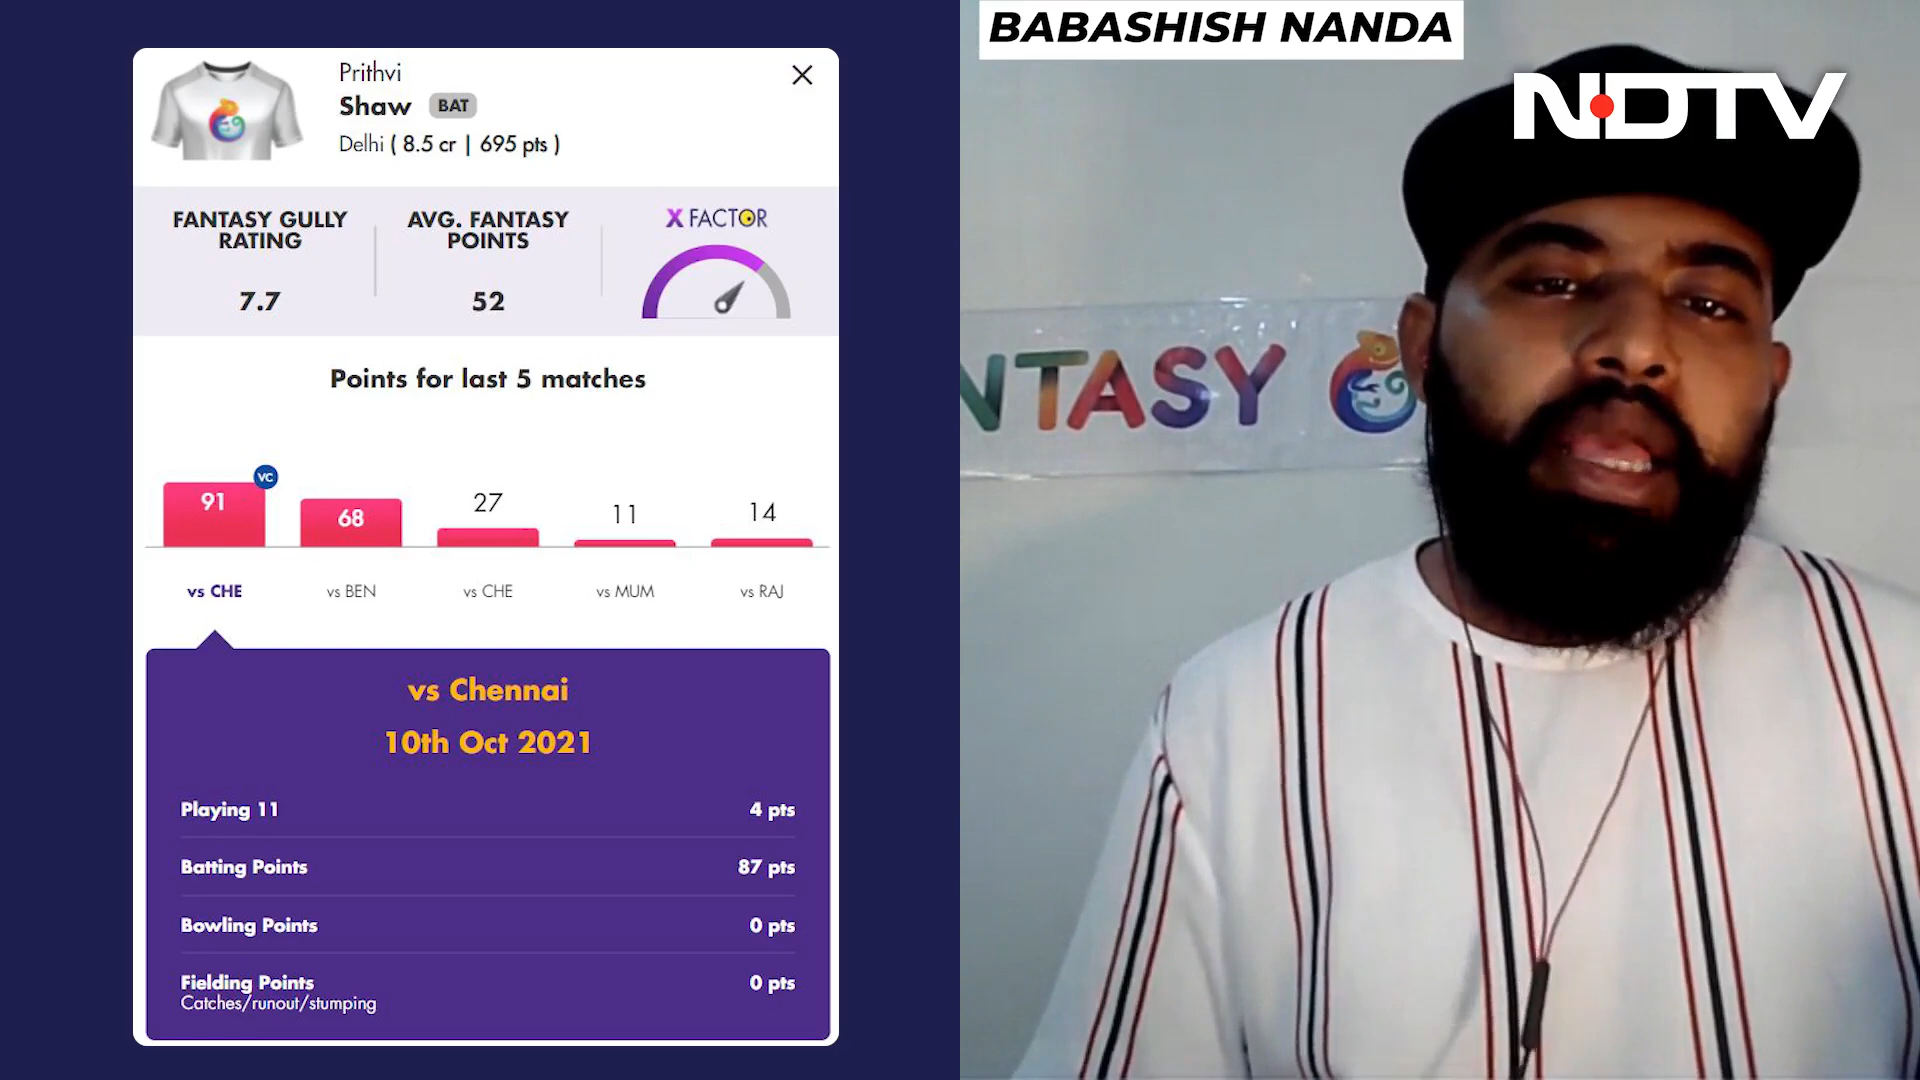 Prithvi
Shaw BAT
Delhi ( 8.5 cr | 695 pts )
FANTASY GULLY
RATING
7.7
AVG. FANTASY
POINTS
52
X FACTOR
Points for last 5 matches
91 VC
68
27
11
14
vs CHE
vs BEN
vs CHE
vs MUM
vs RAJ
vs Chennai
10th Oct 2021
Playing 11 4 pts
Batting Points 87 pts
Bowling Points 0 pts
Fielding Points 0 pts
Catches/runout/stumping
BABASHISH NANDA
NDTV
NTASY